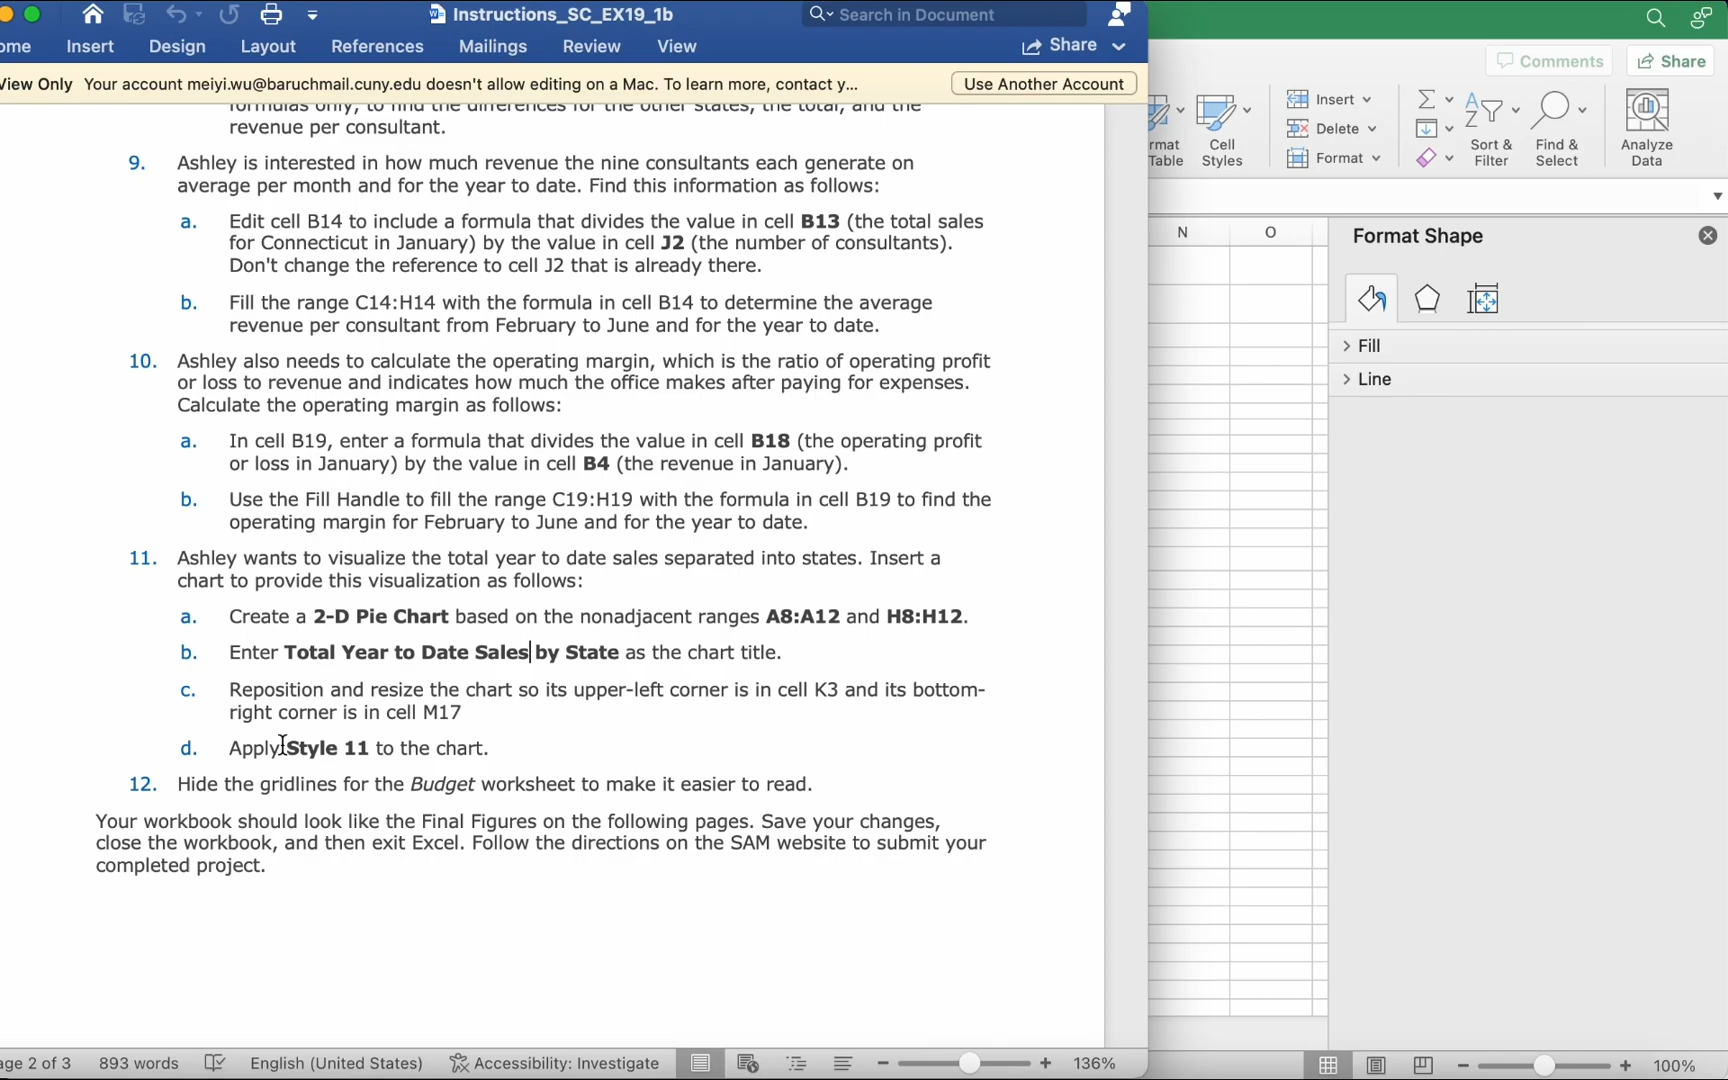 Instructions_SC_EX19_1b
Search in Document
Insert Design Layout References Mailings Review View
Share
Comments
Share
View Only Your account meiyi.wu@baruchmail.cuny.edu doesn't allow editing on a Mac. To learn more, contact y...
Use Another Account
Insert
Delete
Format
Cell
Styles
Sort &
Filter
Find &
Select
Analyze
Data
formulas only, to find the differences for the other states, the total, and the
revenue per consultant.
9. Ashley is interested in how much revenue the nine consultants each generate on
average per month and for the year to date. Find this information as follows:
a. Edit cell B14 to include a formula that divides the value in cell B13 (the total sales
for Connecticut in January) by the value in cell J2 (the number of consultants).
Don't change the reference to cell J2 that is already there.
b. Fill the range C14:H14 with the formula in cell B14 to determine the average
revenue per consultant from February to June and for the year to date.
10. Ashley also needs to calculate the operating margin, which is the ratio of operating profit
or loss to revenue and indicates how much the office makes after paying for expenses.
Calculate the operating margin as follows:
a. In cell B19, enter a formula that divides the value in cell B18 (the operating profit
or loss in January) by the value in cell B4 (the revenue in January).
b. Use the Fill Handle to fill the range C19:H19 with the formula in cell B19 to find the
operating margin for February to June and for the year to date.
11. Ashley wants to visualize the total year to date sales separated into states. Insert a
chart to provide this visualization as follows:
a. Create a 2-D Pie Chart based on the nonadjacent ranges A8:A12 and H8:H12.
b. Enter Total Year to Date Sales by State as the chart title.
c. Reposition and resize the chart so its upper-left corner is in cell K3 and its bottom-
right corner is in cell M17
d. Apply Style 11 to the chart.
12. Hide the gridlines for the Budget worksheet to make it easier to read.
Your workbook should look like the Final Figures on the following pages. Save your changes,
close the workbook, and then exit Excel. Follow the directions on the SAM website to submit your
completed project.
N O
Format Shape
Fill
Line
2 of 3 893 words English (United States) Accessibility: Investigate 136%
100%